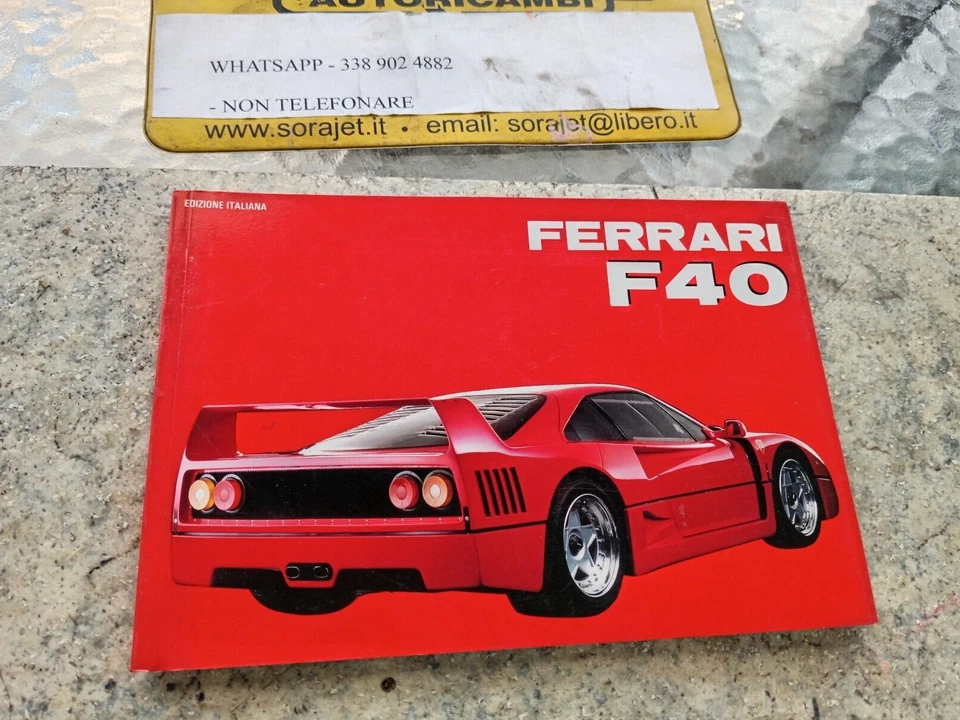 AUTORICAMBI
WHATSAPP - 338 902 4882
- NON TELEFONARE
www.sorajet.it • email: sorajet@libero.it
EDIZIONE ITALIANA
FERRARI
F40